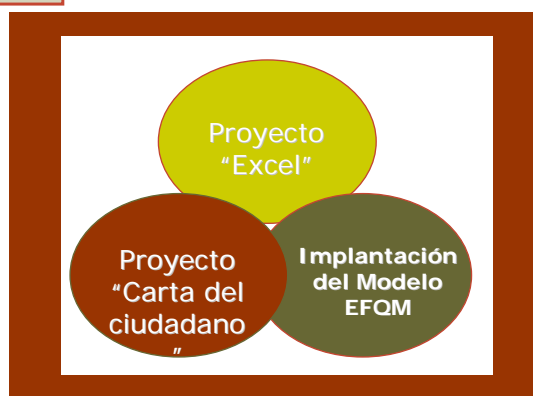 Proyecto
“Excel”
Proyecto
“Carta del
ciudadano
”
Implantación
del Modelo
EFQM